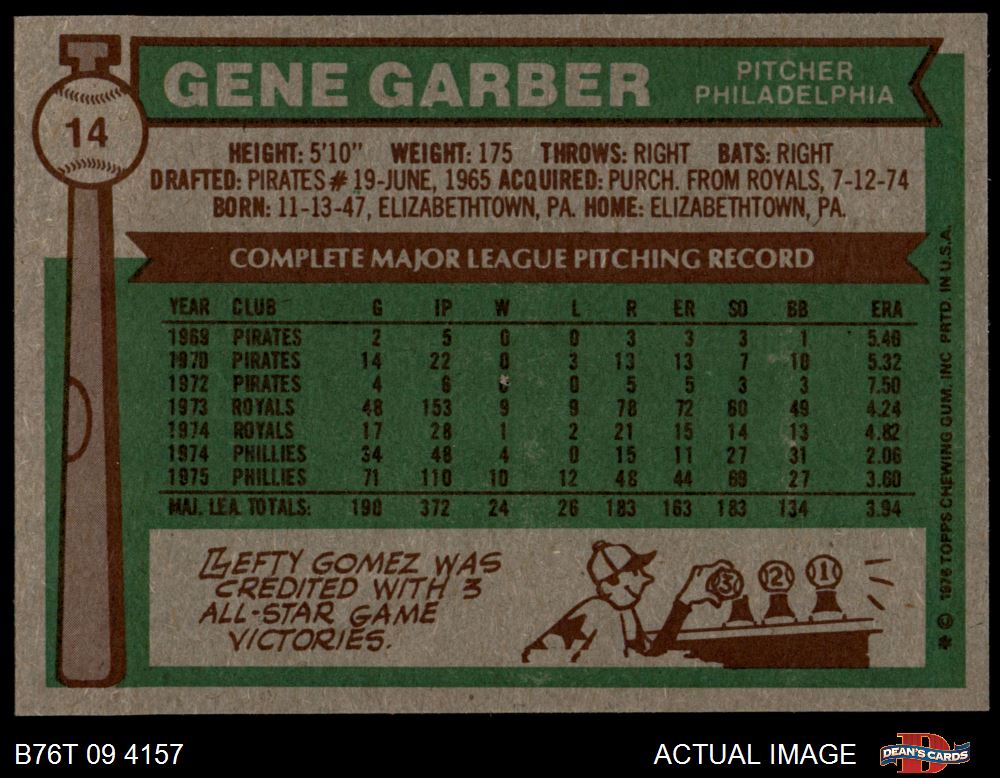 GENE GARBER
PITCHER
PHILADELPHIA
14
HEIGHT: 5'10" WEIGHT: 175 THROWS: RIGHT BATS: RIGHT
DRAFTED: PIRATES # 19-JUNE, 1965 ACQUIRED: PURCH. FROM ROYALS, 7-12-74
BORN: 11-13-47, ELIZABETHTOWN, PA. HOME: ELIZABETHTOWN, PA.
COMPLETE MAJOR LEAGUE PITCHING RECORD
YEAR CLUB G IP W L R ER SO BB ERA
1969 PIRATES 2 5 0 0 3 3 3 1 5.40
1970 PIRATES 14 22 0 3 13 13 7 10 5.32
1972 PIRATES 4 6 0 0 5 5 3 3 7.50
1973 ROYALS 48 153 9 9 78 72 60 49 4.24
1974 ROYALS 17 28 1 2 21 15 14 13 4.82
1974 PHILLIES 34 48 4 0 15 11 27 31 2.06
1975 PHILLIES 71 110 10 12 48 44 69 27 3.60
MAJ. LEA. TOTALS: 190 372 24 26 183 163 183 134 3.94
LEFTY GOMEZ WAS
CREDITED WITH 3
ALL-STAR GAME
VICTORIES.
3 2 1
* © 1976 TOPPS CHEWING GUM, INC. PRTD. IN U.S.A.
B76T 09 4157
ACTUAL IMAGE
D
DEAN'S CARDS